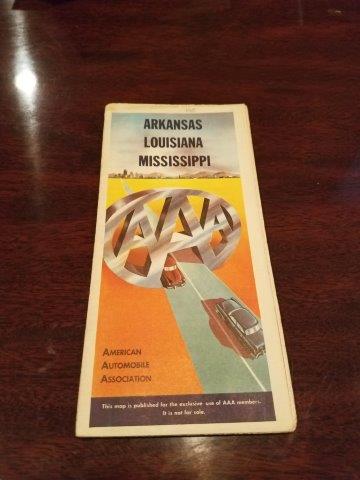 ARKANSAS
LOUISIANA
MISSISSIPPI
AAA
AMERICAN
AUTOMOBILE
ASSOCIATION
This map is published for the exclusive use of AAA members.
It is not for sale.